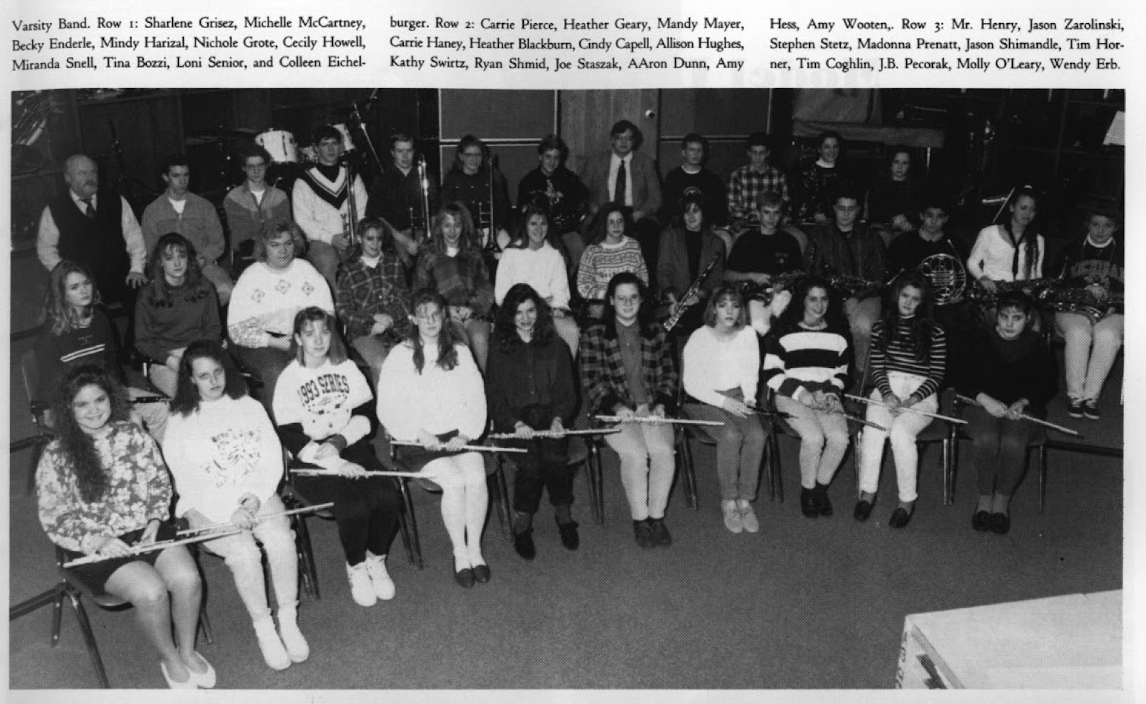 Varsity Band. Row 1: Sharlene Grisez, Michelle McCartney,
Becky Enderle, Mindy Harizal, Nichole Grote, Cecily Howell,
Miranda Snell, Tina Bozzi, Loni Senior, and Colleen Eichel-
burger. Row 2: Carrie Pierce, Heather Geary, Mandy Mayer,
Carrie Haney, Heather Blackburn, Cindy Capell, Allison Hughes,
Kathy Swirtz, Ryan Shmid, Joe Staszak, AAron Dunn, Amy
Hess, Amy Wooten,. Row 3: Mr. Henry, Jason Zarolinski,
Stephen Stetz, Madonna Prenatt, Jason Shimandle, Tim Hor-
ner, Tim Coghlin, J.B. Pecorak, Molly O'Leary, Wendy Erb.
1993 SERIES
MICHIGAN